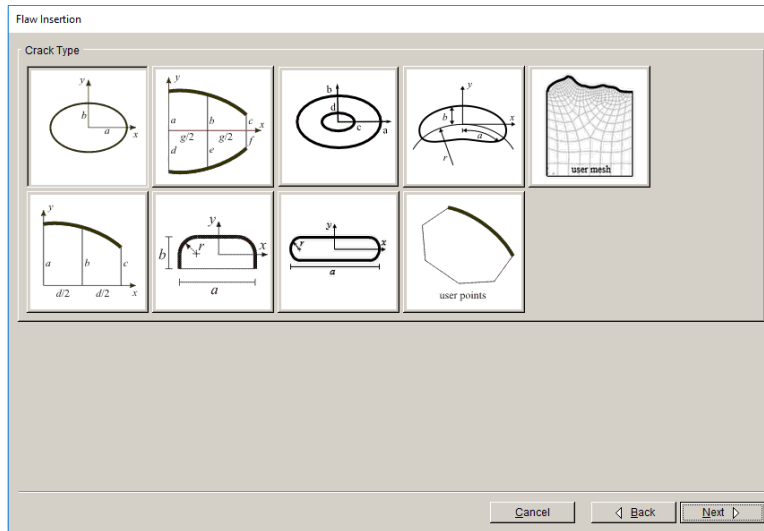 Flaw Insertion
Crack Type
y
b
a
x
y
a
b
c
x
g/2
g/2
d
e
f
b
d
c
a
y
b
x
a
r
user mesh
y
a
b
c
d/2
d/2
x
y
b
r
x
a
y
r
x
a
user points
Cancel
Back
Next